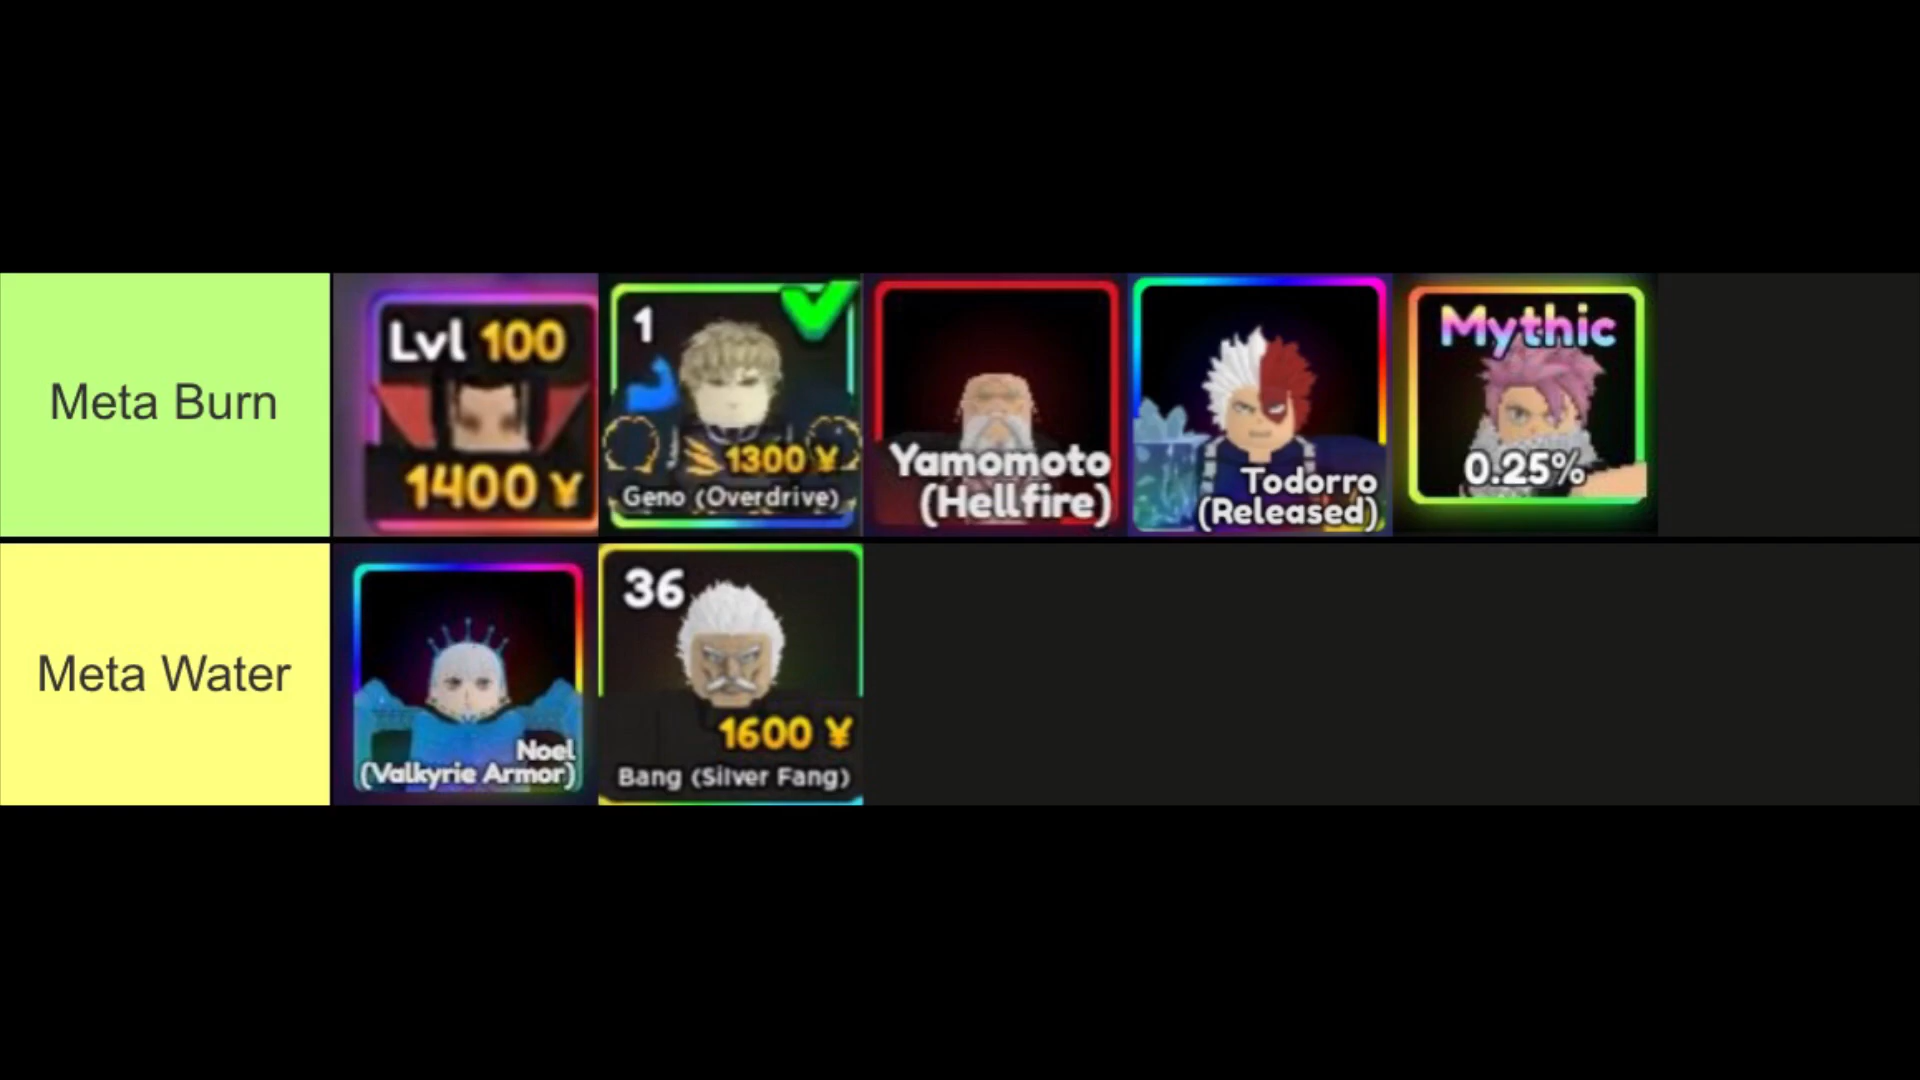 Meta Burn
Lvl 100
1400 ¥
1
1300 ¥
Geno (Overdrive)
Yamomoto
(Hellfire)
Todorro
(Released)
Mythic
0.25%
Meta Water
Noel
(Valkyrie Armor)
36
1600 ¥
Bang (Silver Fang)